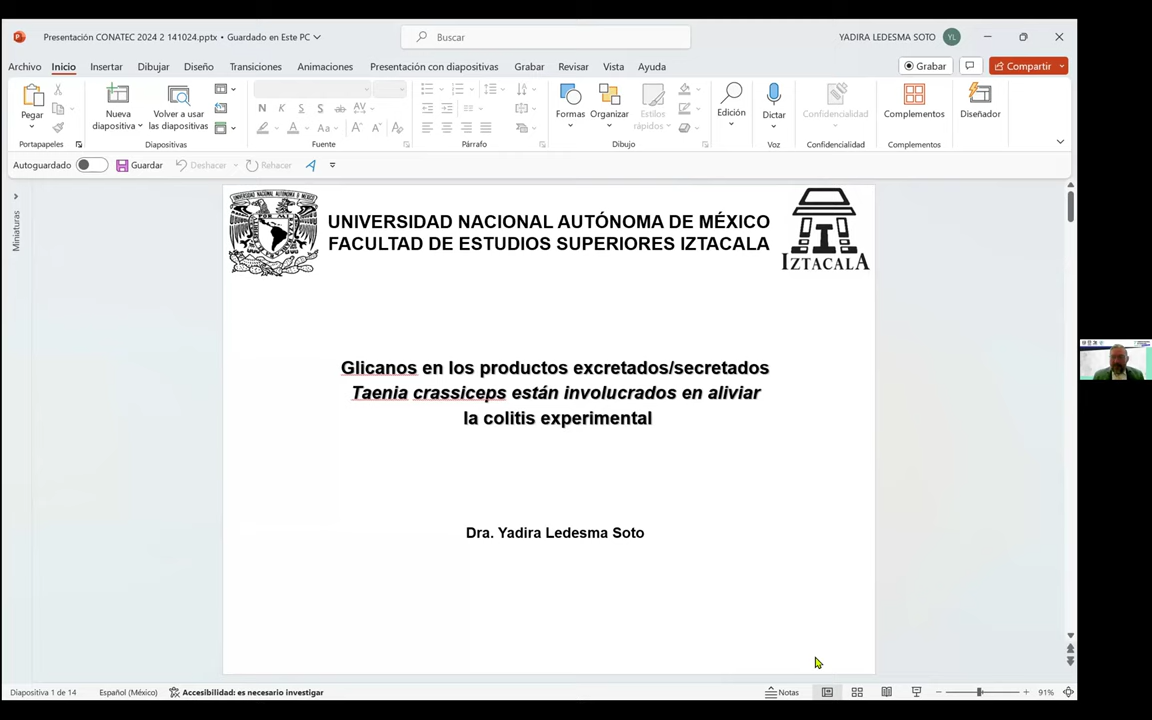 Presentación CONATEC 2024 2 141024.pptx • Guardado en Este PC
Buscar
YADIRA LEDESMA SOTO
YL
Archivo
Inicio
Insertar
Dibujar
Diseño
Transiciones
Animaciones
Presentación con diapositivas
Grabar
Revisar
Vista
Ayuda
Grabar
Compartir
Pegar
Nueva
diapositiva
Volver a usar
las diapositivas
N K S S ab AV
A Aa A A
Formas
Organizar
Estilos
rápidos
Edición
Dictar
Confidencialidad
Complementos
Diseñador
Portapapeles
Diapositivas
Fuente
Párrafo
Dibujo
Voz
Confidencialidad
Complementos
Autoguardado
Guardar
Deshacer
Rehacer
Miniaturas
UNIVERSIDAD NACIONAL AUTÓNOMA DE MÉXICO
FACULTAD DE ESTUDIOS SUPERIORES IZTACALA
IZTACALA
Glicanos en los productos excretados/secretados
Taenia crassiceps están involucrados en aliviar
la colitis experimental
Dra. Yadira Ledesma Soto
Diapositiva 1 de 14
Español (México)
Accesibilidad: es necesario investigar
Notas
91%